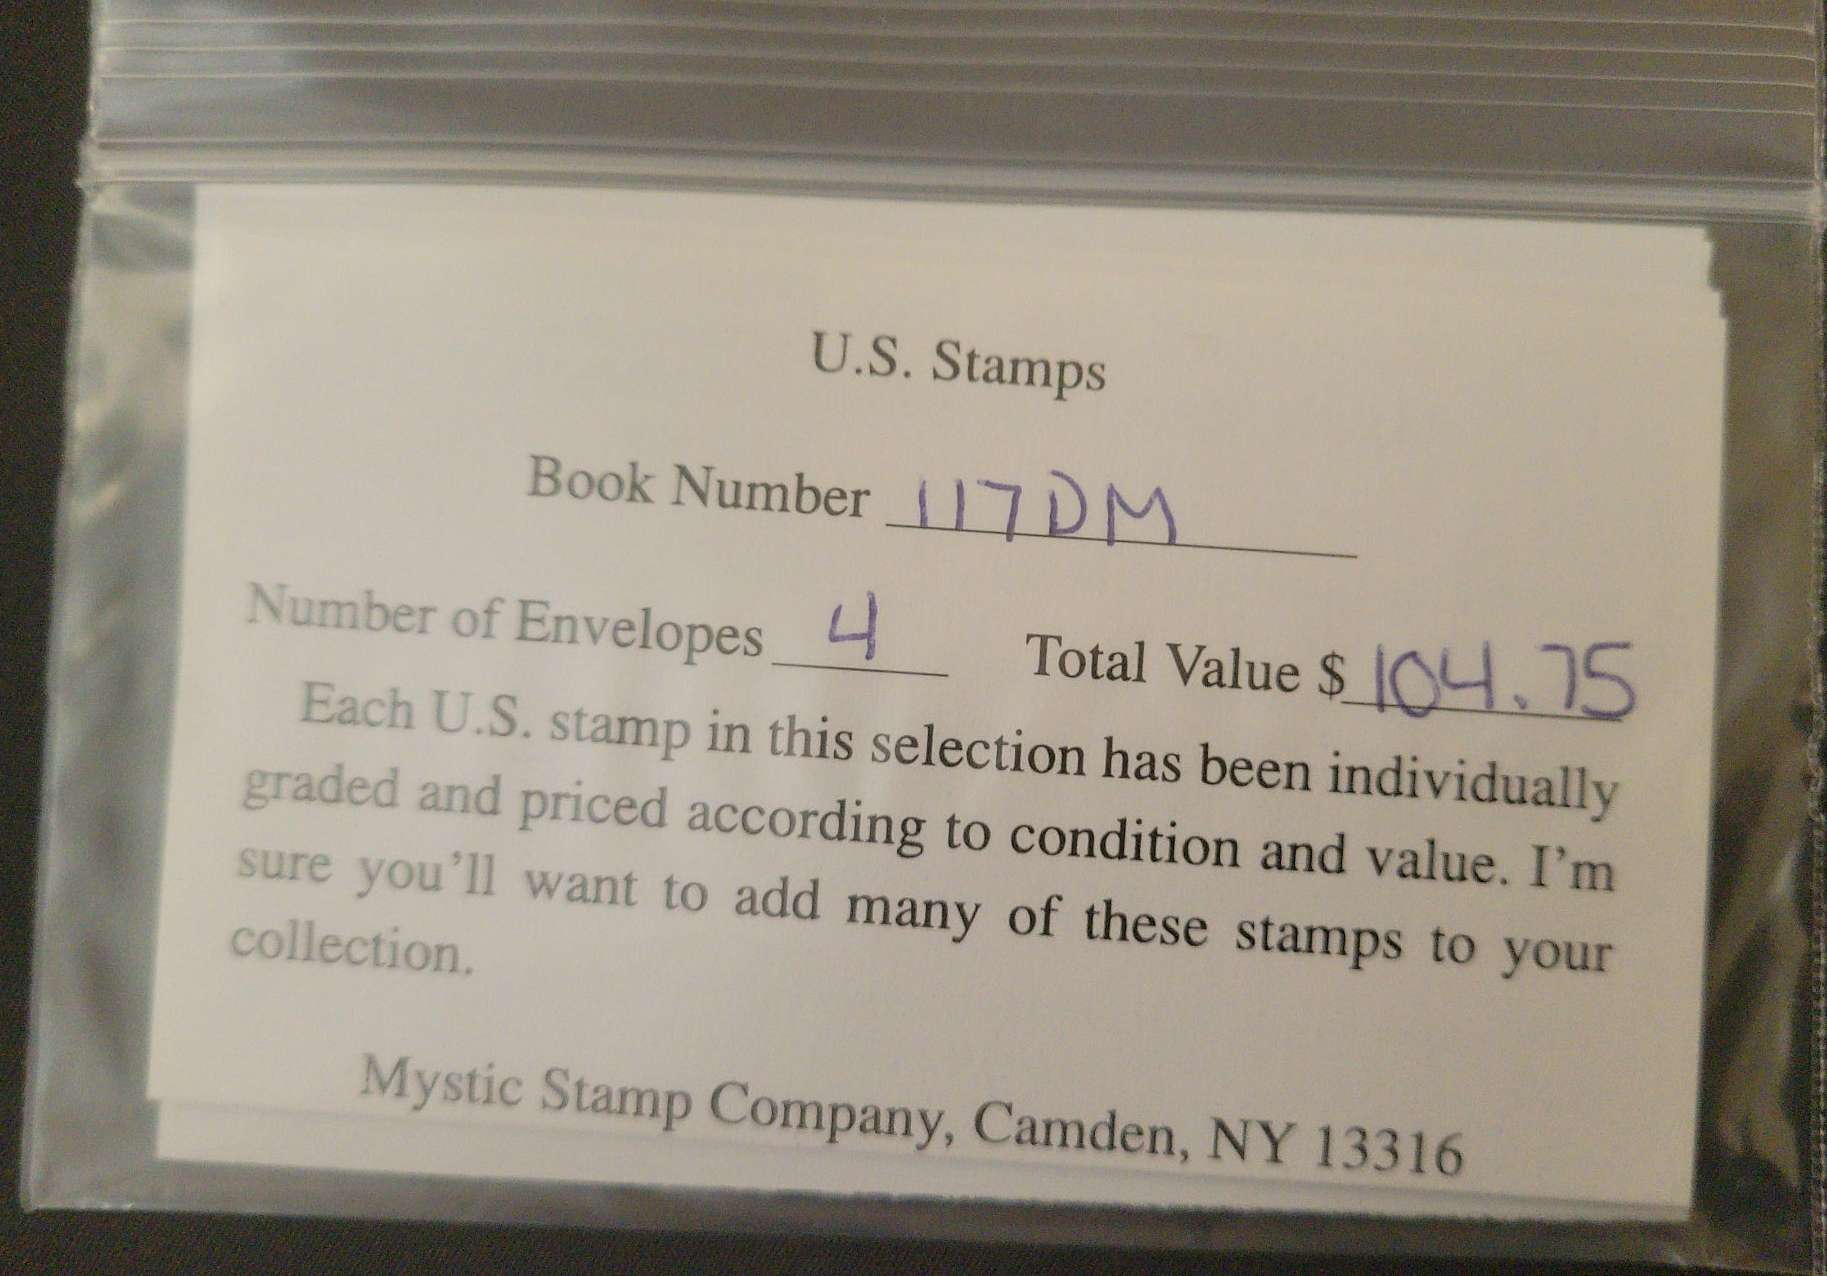 U.S. Stamps
Book Number 117DM
Number of Envelopes 4 Total Value $ 104.75
Each U.S. stamp in this selection has been individually
graded and priced according to condition and value. I'm
sure you'll want to add many of these stamps to your
collection.
Mystic Stamp Company, Camden, NY 13316